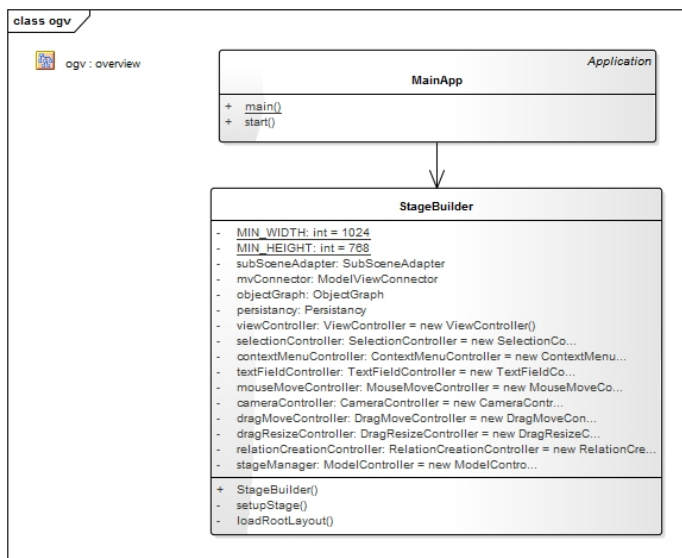 class ogv
ogv : overview
Application
MainApp
+ main()
+ start()
StageBuilder
- MIN_WIDTH: int = 1024
- MIN_HEIGHT: int = 768
- subSceneAdapter: SubSceneAdapter
- mvConnector: ModelViewConnector
- objectGraph: ObjectGraph
- persistancy: Persistancy
- viewController: ViewController = new ViewController()
- selectionController: SelectionController = new SelectionCo...
- contextMenuController: ContextMenuController = new ContextMenu...
- textFieldController: TextFieldController = new TextFieldCo...
- mouseMoveController: MouseMoveController = new MouseMoveCo...
- cameraController: CameraController = new CameraContr...
- dragMoveController: DragMoveController = new DragMoveCon...
- dragResizeController: DragResizeController = new DragResizeC...
- relationCreationController: RelationCreationController = new RelationCre...
- stageManager: ModelController = new ModelContro...
+ StageBuilder()
- setupStage()
- loadRootLayout()